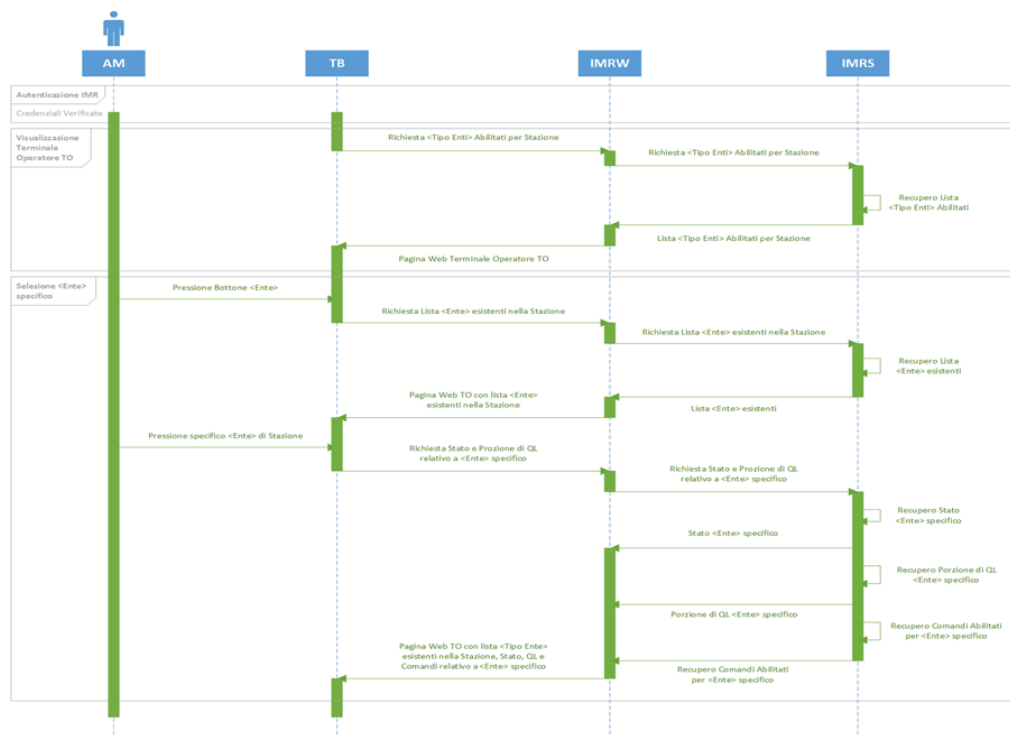 AM
TB
IMRW
IMRS
Autenticazione IMR
Credenziali Verificate
Visualizzazione
Terminale
Operatore TO
Richiesta <Tipo Enti> Abilitati per Stazione
Richiesta <Tipo Enti> Abilitati per Stazione
Recupero Lista
<Tipo Enti> Abilitati
Lista <Tipo Enti> Abilitati per Stazione
Pagina Web Terminale Operatore TO
Selezione <Ente>
specifico
Pressione Bottone <Ente>
Richiesta Lista <Ente> esistenti nella Stazione
Richiesta Lista <Ente> esistenti nella Stazione
Recupero Lista
<Ente> esistenti
Pagina Web TO con lista <Ente>
esistenti nella Stazione
Lista <Ente> esistenti
Pressione specifico <Ente> di Stazione
Richiesta Stato e Prozione di QL
relativo a <Ente> specifico
Richiesta Stato e Prozione di QL
relativo a <Ente> specifico
Recupero Stato
<Ente> specifico
Stato <Ente> specifico
Recupero Porzione di QL
<Ente> specifico
Porzione di QL <Ente> specifico
Recupero Comandi Abilitati
per <Ente> specifico
Pagina Web TO con lista <Tipo Ente>
esistenti nella Stazione, Stato, QL e
Comandi relativo a <Ente> specifico
Recupero Comandi Abilitati
per <Ente> specifico